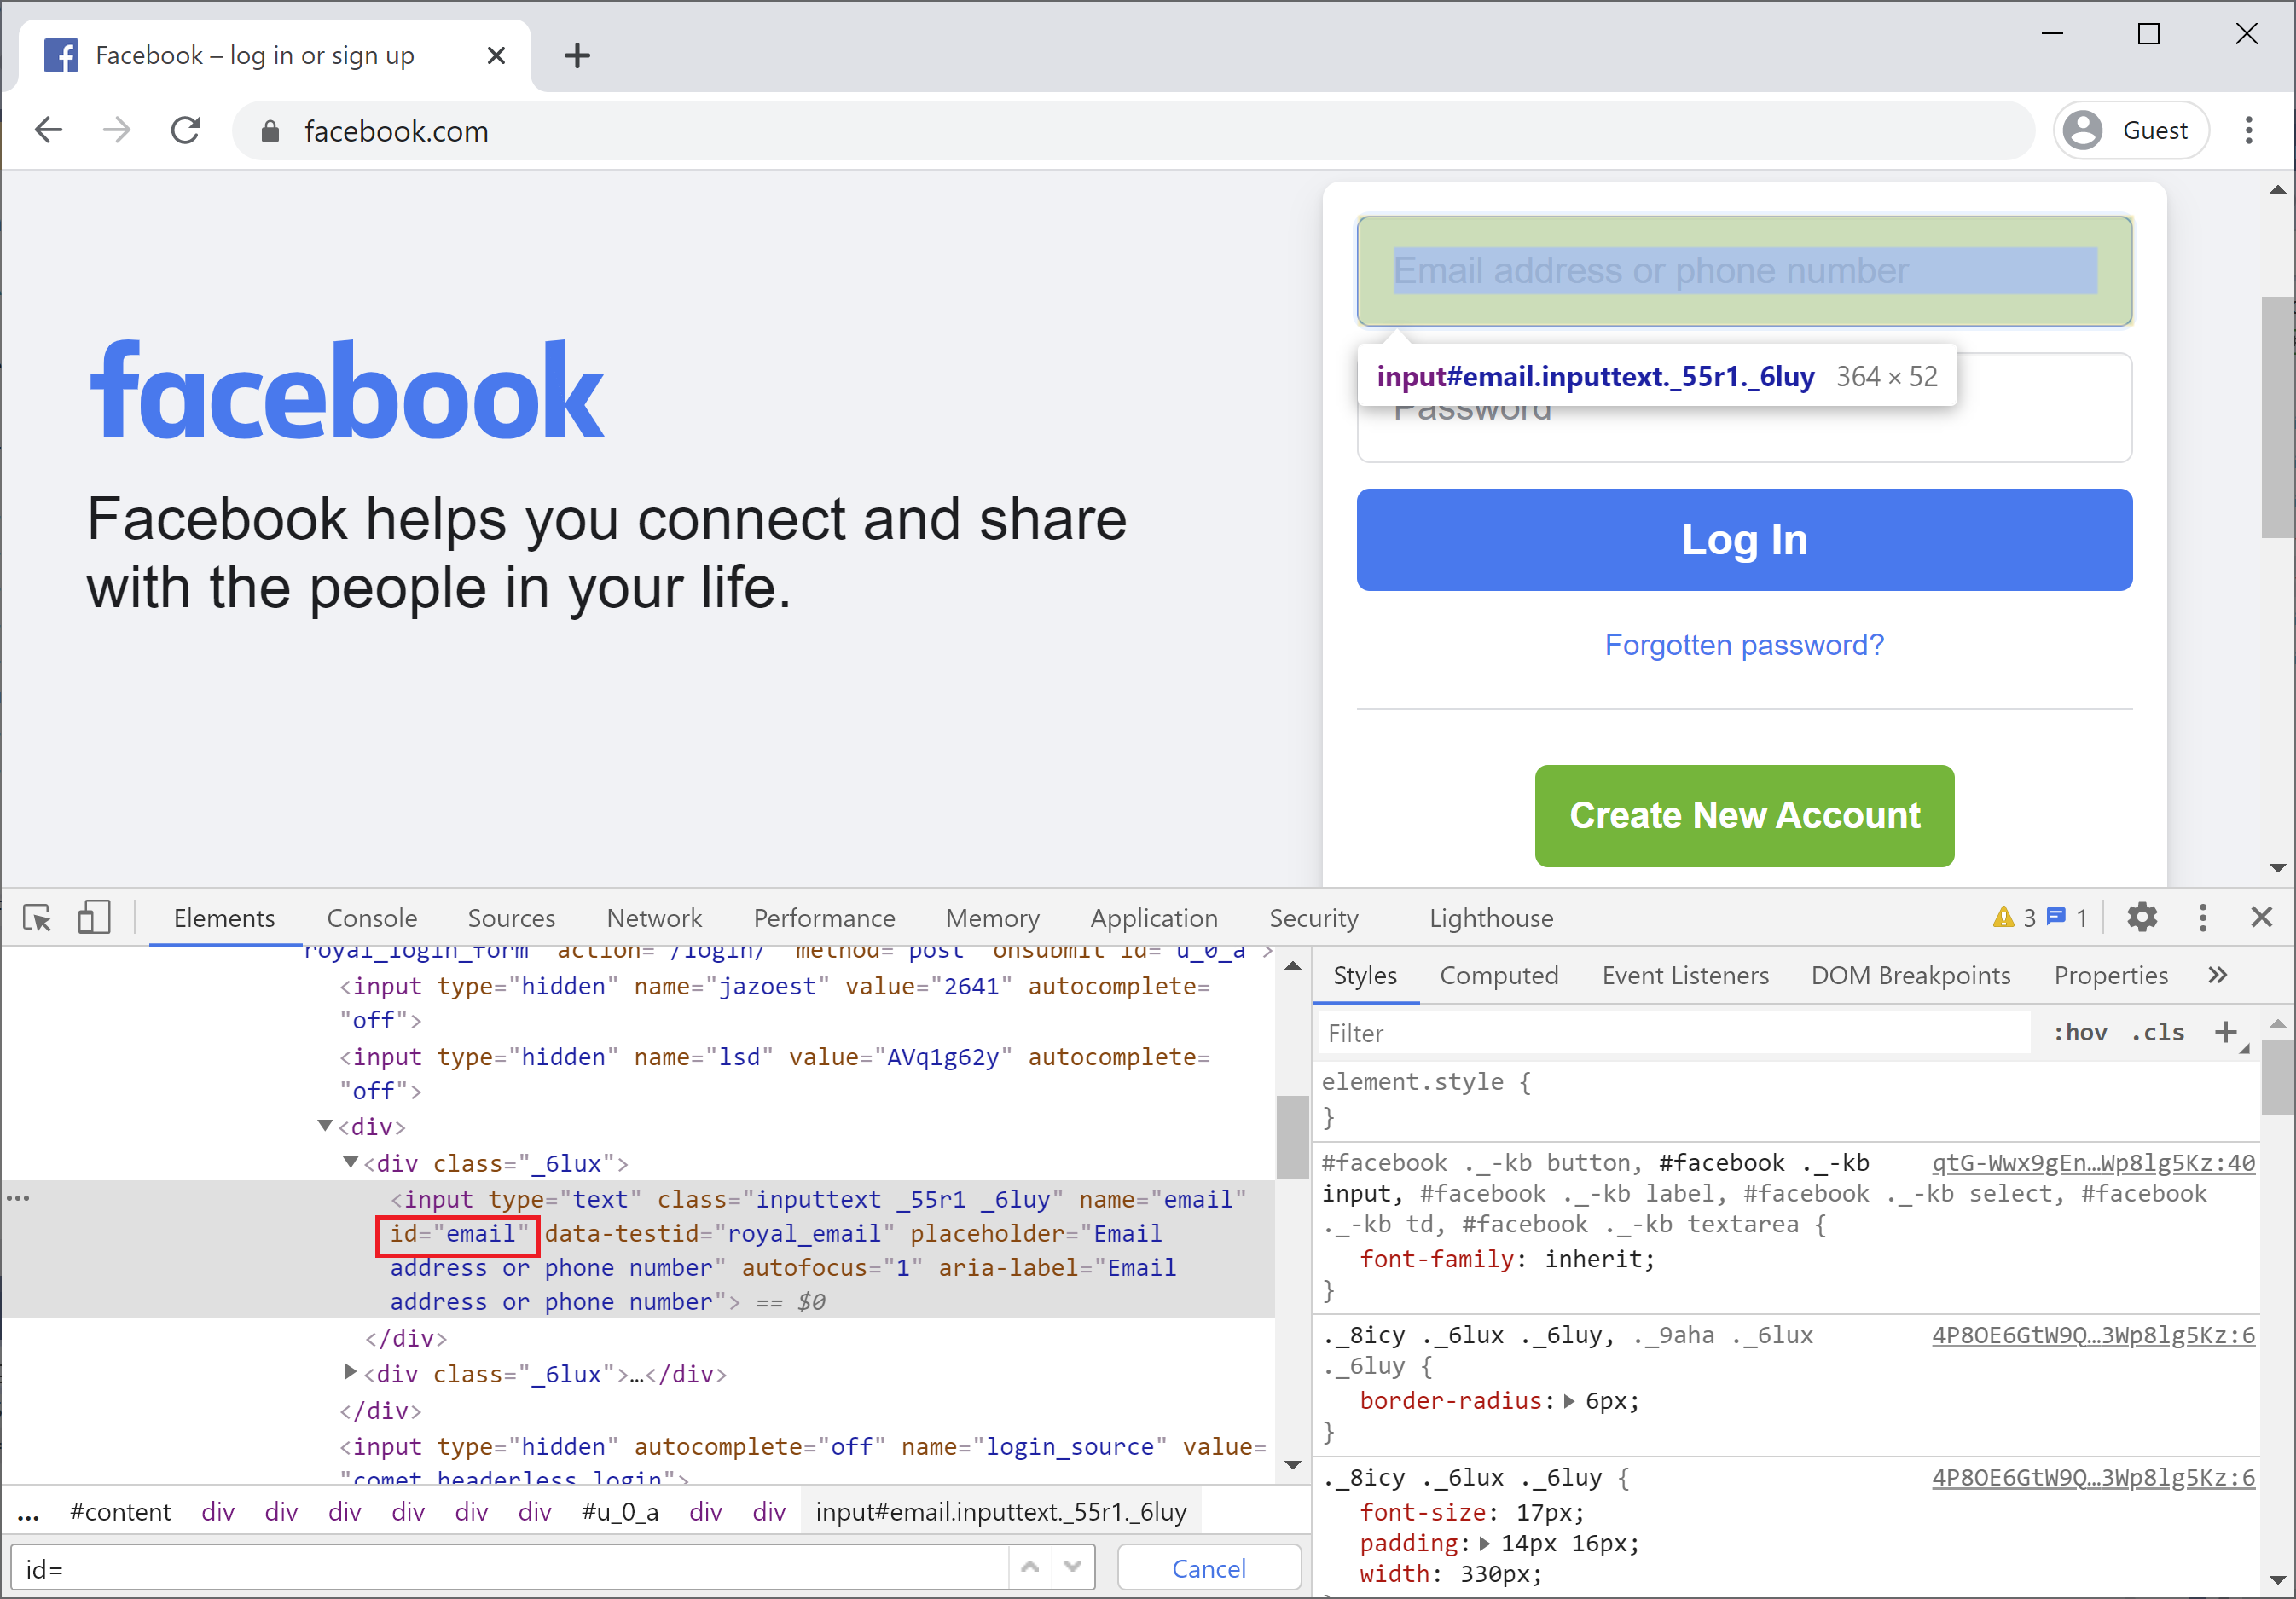 Facebook – log in or sign up
facebook.com
Guest
Email address or phone number
input#email.inputtext._55r1._6luy 364 × 52
Password
facebook
Facebook helps you connect and share
with the people in your life.
Log In
Forgotten password?
Create New Account
Elements Console Sources Network Performance Memory Application Security Lighthouse 3 1
royal_login_form" action="/login/" method="post" onsubmit id="u_0_a">
<input type="hidden" name="jazoest" value="2641" autocomplete=
"off">
<input type="hidden" name="lsd" value="AVq1g62y" autocomplete=
"off">
<div>
<div class="_6lux">
... <input type="text" class="inputtext _55r1 _6luy" name="email"
id="email" data-testid="royal_email" placeholder="Email
address or phone number" autofocus="1" aria-label="Email
address or phone number"> == $0
</div>
<div class="_6lux">…</div>
</div>
<input type="hidden" autocomplete="off" name="login_source" value=
"comet_headerless_login">
... #content div div div div div div #u_0_a div div input#email.inputtext._55r1._6luy
id=
Cancel
Styles Computed Event Listeners DOM Breakpoints Properties »
Filter :hov .cls +
element.style {
}
#facebook ._-kb button, #facebook ._-kb qtG-Wwx9gEn…Wp8lg5Kz:40
input, #facebook ._-kb label, #facebook ._-kb select, #facebook
._-kb td, #facebook ._-kb textarea {
font-family: inherit;
}
._8icy ._6lux ._6luy, ._9aha ._6lux 4P8OE6GtW9Q…3Wp8lg5Kz:6
._6luy {
border-radius: 6px;
}
._8icy ._6lux ._6luy { 4P8OE6GtW9Q…3Wp8lg5Kz:6
font-size: 17px;
padding: 14px 16px;
width: 330px;